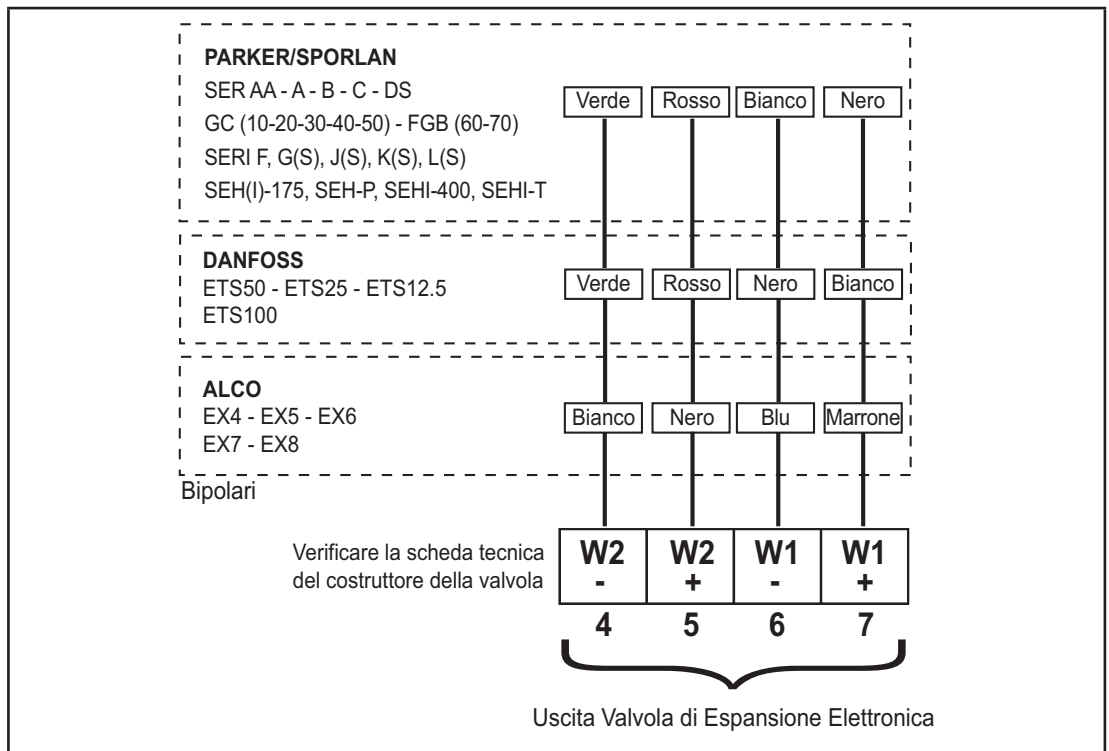 PARKER/SPORLAN
SER AA - A - B - C - DS
GC (10-20-30-40-50) - FGB (60-70)
SERI F, G(S), J(S), K(S), L(S)
SEH(I)-175, SEH-P, SEHI-400, SEHI-T
Verde Rosso Bianco Nero
DANFOSS
ETS50 - ETS25 - ETS12.5
ETS100
Verde Rosso Nero Bianco
ALCO
EX4 - EX5 - EX6
EX7 - EX8
Bianco Nero Blu Marrone
Bipolari
Verificare la scheda tecnica
del costruttore della valvola
W2 W2 W1 W1
- + - +
4 5 6 7
Uscita Valvola di Espansione Elettronica